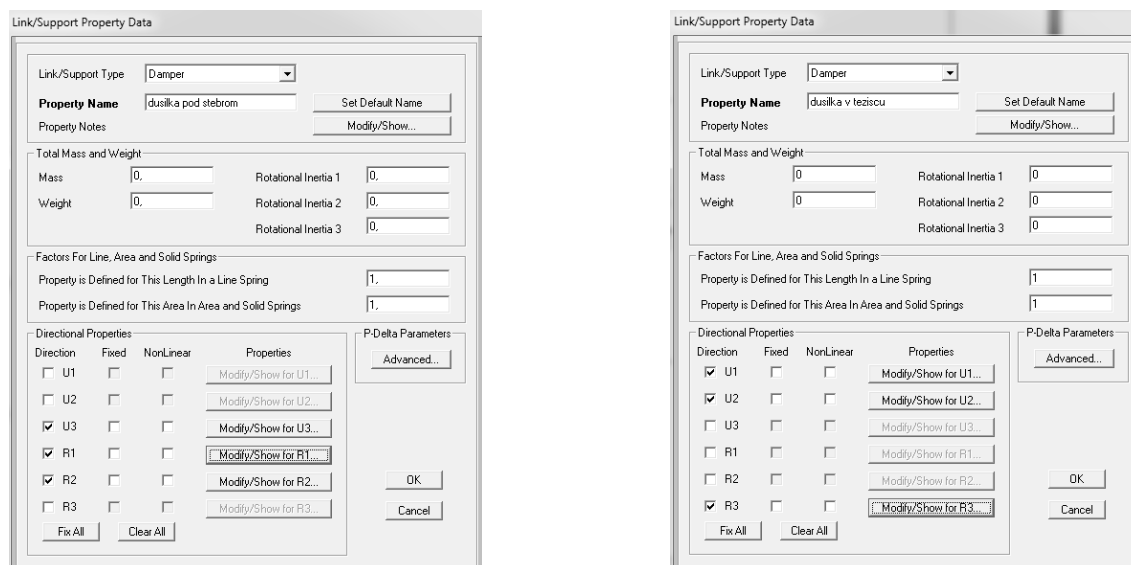 Link/Support Property Data
Link/Support Type Damper
Property Name dusilka pod stebrom Set Default Name
Property Notes Modify/Show...
Total Mass and Weight
Mass 0, Rotational Inertia 1 0,
Weight 0, Rotational Inertia 2 0,
Rotational Inertia 3 0,
Factors For Line, Area and Solid Springs
Property is Defined for This Length In a Line Spring 1,
Property is Defined for This Area In Area and Solid Springs 1,
Directional Properties P-Delta Parameters
Direction Fixed NonLinear Properties Advanced...
U1 Modify/Show for U1...
U2 Modify/Show for U2...
U3 Modify/Show for U3...
R1 Modify/Show for R1...
R2 Modify/Show for R2... OK
R3 Modify/Show for R3... Cancel
Fix All Clear All
Link/Support Property Data
Link/Support Type Damper
Property Name dusilka v teziscu Set Default Name
Property Notes Modify/Show...
Total Mass and Weight
Mass 0 Rotational Inertia 1 0
Weight 0 Rotational Inertia 2 0
Rotational Inertia 3 0
Factors For Line, Area and Solid Springs
Property is Defined for This Length In a Line Spring 1
Property is Defined for This Area In Area and Solid Springs 1
Directional Properties P-Delta Parameters
Direction Fixed NonLinear Properties Advanced...
U1 Modify/Show for U1...
U2 Modify/Show for U2...
U3 Modify/Show for U3...
R1 Modify/Show for R1...
R2 Modify/Show for R2... OK
R3 Modify/Show for R3... Cancel
Fix All Clear All